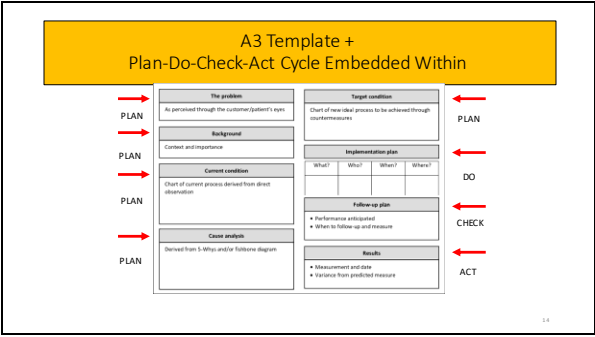 A3 Template +
Plan-Do-Check-Act Cycle Embedded Within
PLAN
PLAN
PLAN
PLAN
The problem
As perceived through the customer/patient's eyes
Background
Context and importance
Current condition
Chart of current process derived from direct
observation
Cause analysis
Derived from 5-Whys and/or fishbone diagram
Target condition
Chart of new ideal process to be achieved through
countermeasures
Implementation plan
What? Who? When? Where?
Follow-up plan
• Performance anticipated
• When to follow-up and measure
Results
• Measurement and date
• Variance from predicted measure
PLAN
DO
CHECK
ACT
14